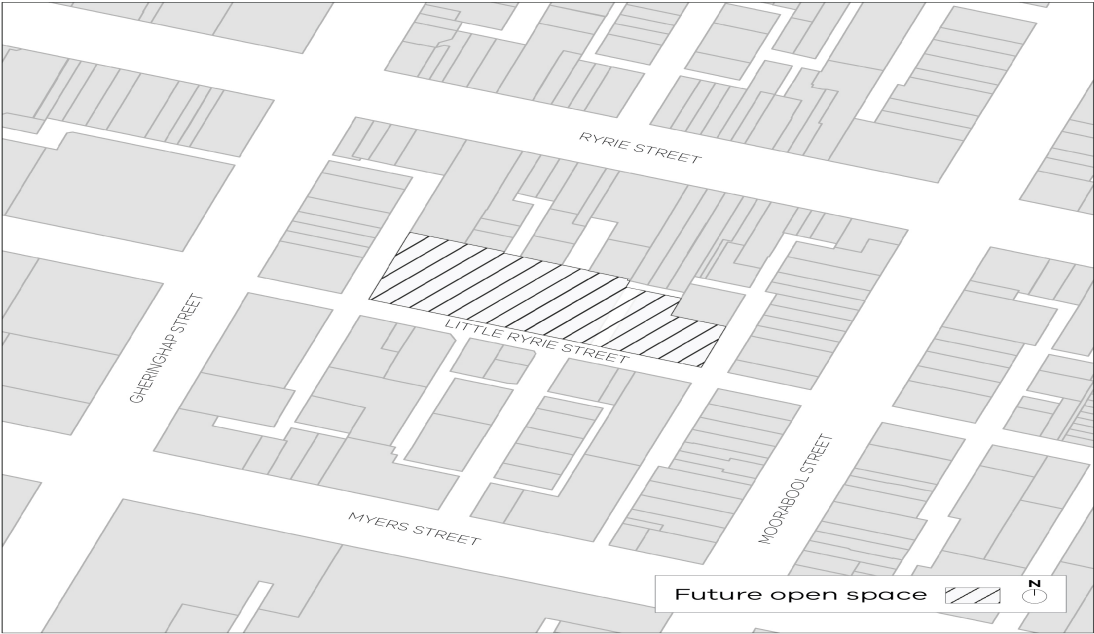 RYRIE STREET
GHERINGHAP STREET
LITTLE RYRIE STREET
MOORABOOL STREET
MYERS STREET
Future open space
N